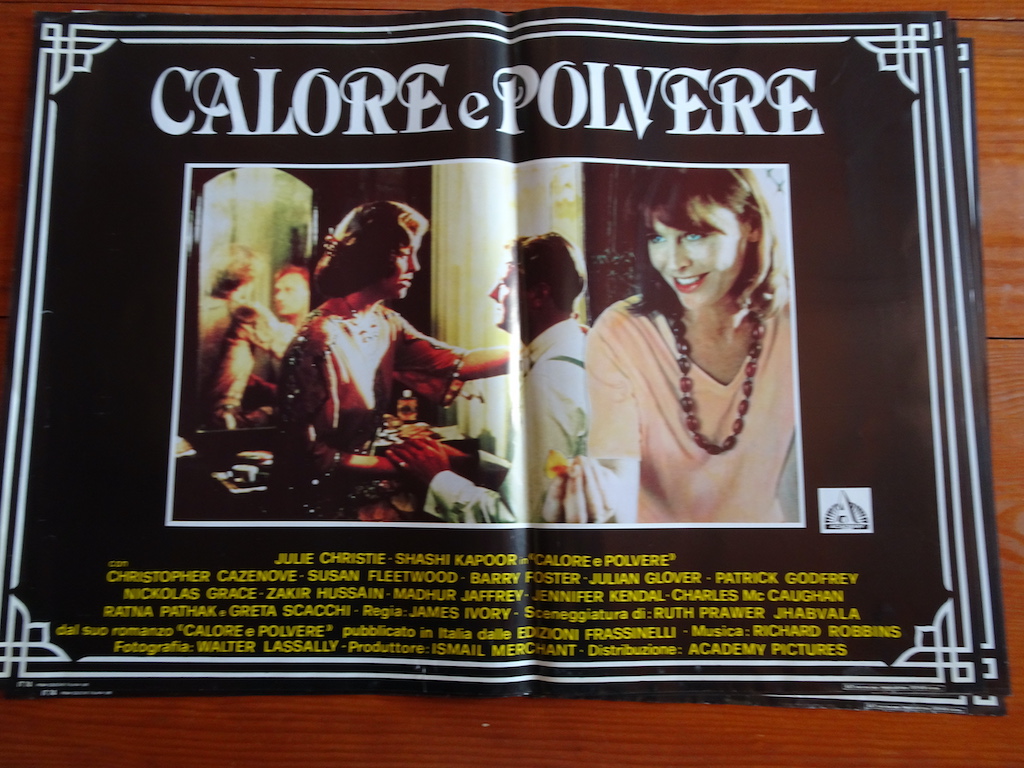 CALORE e POLVERE
JULIE CHRISTIE - SHASHI KAPOOR in "CALORE e POLVERE"
con
CHRISTOPHER CAZENOVE - SUSAN FLEETWOOD - BARRY FOSTER - JULIAN GLOVER - PATRICK GODFREY
NICKOLAS GRACE - ZAKIR HUSSAIN - MADHUR JAFFREY - JENNIFER KENDAL - CHARLES Mc CAUGHAN
RATNA PATHAK e GRETA SCACCHI - Regia: JAMES IVORY - Sceneggiatura di: RUTH PRAWER JHABVALA
dal suo romanzo "CALORE e POLVERE" pubblicato in Italia dalle EDIZIONI FRASSINELLI - Musica: RICHARD ROBBINS
Fotografia: WALTER LASSALLY - Produttore: ISMAIL MERCHANT - Distribuzione: ACADEMY PICTURES